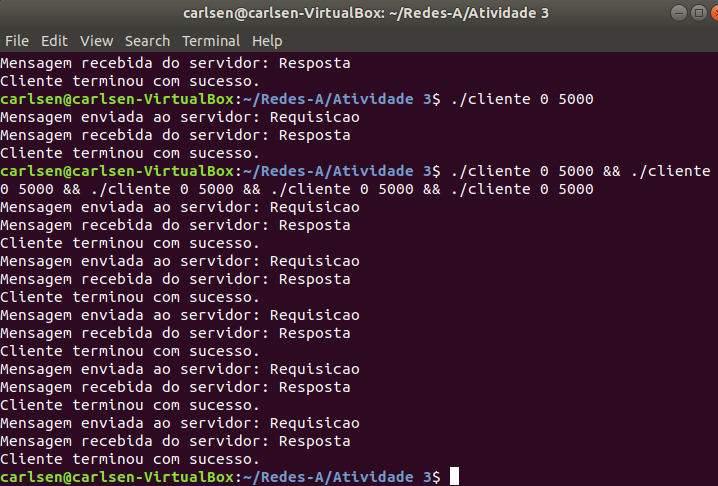 carlsen@carlsen-VirtualBox: ~/Redes-A/Atividade 3
File Edit View Search Terminal Help
Mensagem recebida do servidor: Resposta
Cliente terminou com sucesso.
carlsen@carlsen-VirtualBox:~/Redes-A/Atividade 3$ ./cliente 0 5000
Mensagem enviada ao servidor: Requisicao
Mensagem recebida do servidor: Resposta
Cliente terminou com sucesso.
carlsen@carlsen-VirtualBox:~/Redes-A/Atividade 3$ ./cliente 0 5000 && ./cliente
0 5000 && ./cliente 0 5000 && ./cliente 0 5000 && ./cliente 0 5000
Mensagem enviada ao servidor: Requisicao
Mensagem recebida do servidor: Resposta
Cliente terminou com sucesso.
Mensagem enviada ao servidor: Requisicao
Mensagem recebida do servidor: Resposta
Cliente terminou com sucesso.
Mensagem enviada ao servidor: Requisicao
Mensagem recebida do servidor: Resposta
Cliente terminou com sucesso.
Mensagem enviada ao servidor: Requisicao
Mensagem recebida do servidor: Resposta
Cliente terminou com sucesso.
Mensagem enviada ao servidor: Requisicao
Mensagem recebida do servidor: Resposta
Cliente terminou com sucesso.
carlsen@carlsen-VirtualBox:~/Redes-A/Atividade 3$